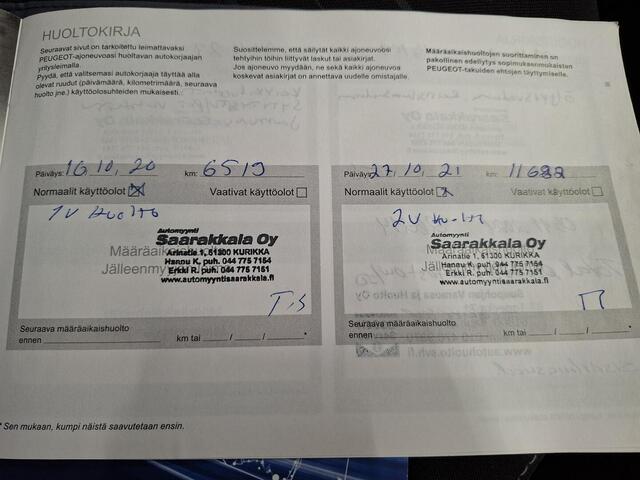 HUOLTOKIRJA
Seuraavat sivut on tarkoitettu leimattavaksi
PEUGEOT-ajoneuvoasi huoltavan autokorjaajan
yritysleimalla.
Pyydä, että valitsemasi autokorjaaja täyttää alla
olevat ruudut (päivämäärä, kilometrimäärä, seuraava
huolto jne.) käyttöolosuhteiden mukaisesti.
Suosittelemme, että säilytät kaikki ajoneuvoosi
tehtyihin töihin liittyvät laskut tai asiakirjat.
Jos ajoneuvo myydään, ne sekä kaikki ajoneuvoa
koskevat asiakirjat on annettava uudelle omistajalle.
Määräaikaishuoltojen suorittaminen on
pakollinen edellytys sopimuksenmukaisten
PEUGEOT-takuiden ehtojen täyttymiselle.
Päiväys: 16.10.20 km: 6519
Normaalit käyttöolot Vaativat käyttöolot
1V Huolto
Automyynti
Saarakkala Oy
Arinatie 1, 61300 KURIKKA
Hannu K. puh. 044 775 7154
Erkki R. puh. 044 775 7151
www.automyyntisaarakkala.fi
Seuraava määräaikaishuolto
ennen km tai / / *
Päiväys: 27.10.21 km:
Normaalit käyttöolot Vaativat käyttöolot
2V
Automyynti
Saarakkala Oy
Arinatie 1, 61300 KURIKKA
Hannu K. puh. 044 775 7154
Erkki R. puh. 044 775 7151
www.automyyntisaarakkala.fi
Seuraava määräaikaishuolto
ennen km tai / / *
* Sen mukaan, kumpi näistä saavutetaan ensin.